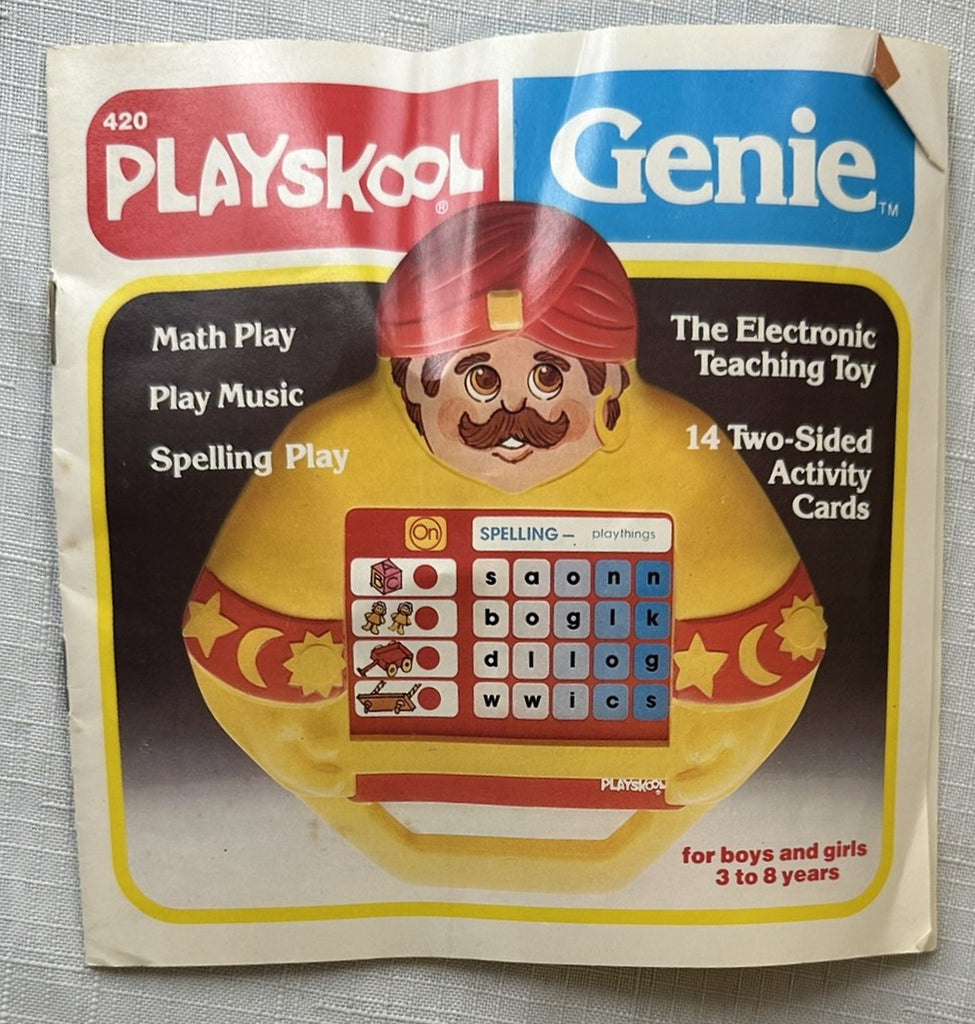 420
PLAYSKOOL®
Genie™
Math Play
Play Music
Spelling Play
The Electronic
Teaching Toy
14 Two-Sided
Activity
Cards
On
SPELLING — playthings
A B C
s a o n n
b o g l k
d l l o g
w w i c s
PLAYSKOOL®
for boys and girls
3 to 8 years